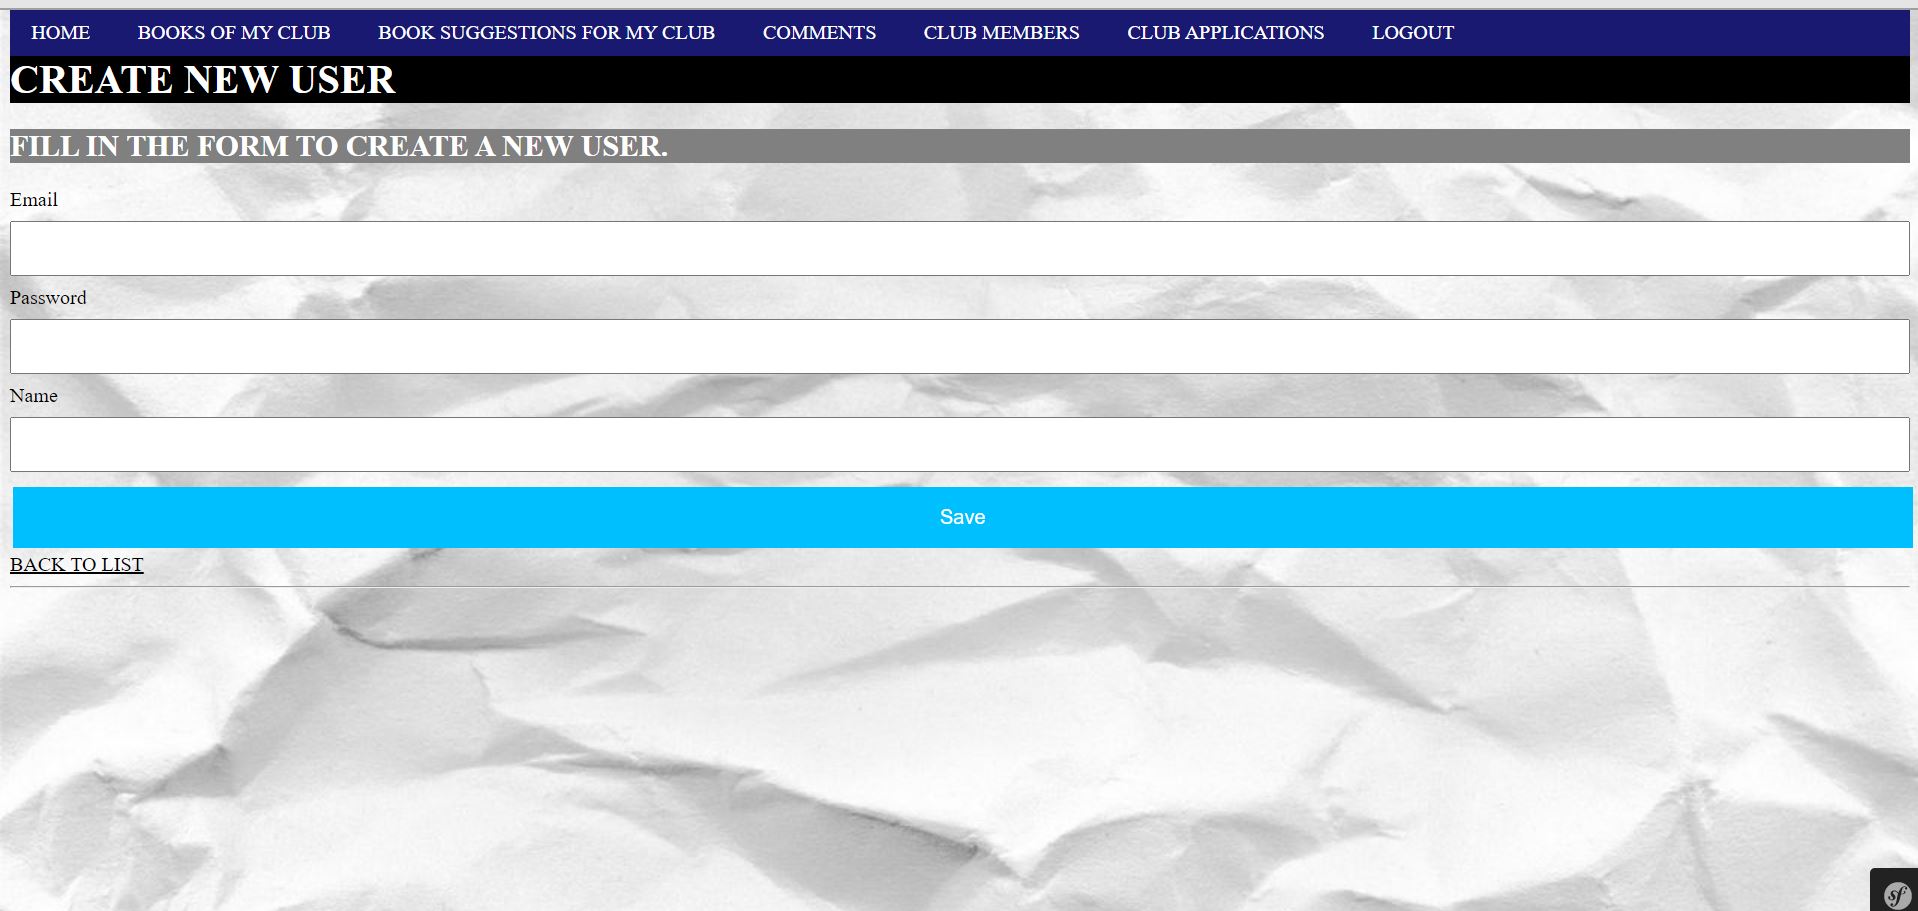 HOME BOOKS OF MY CLUB BOOK SUGGESTIONS FOR MY CLUB COMMENTS CLUB MEMBERS CLUB APPLICATIONS LOGOUT
CREATE NEW USER
FILL IN THE FORM TO CREATE A NEW USER.
Email
Password
Name
Save
BACK TO LIST
sf